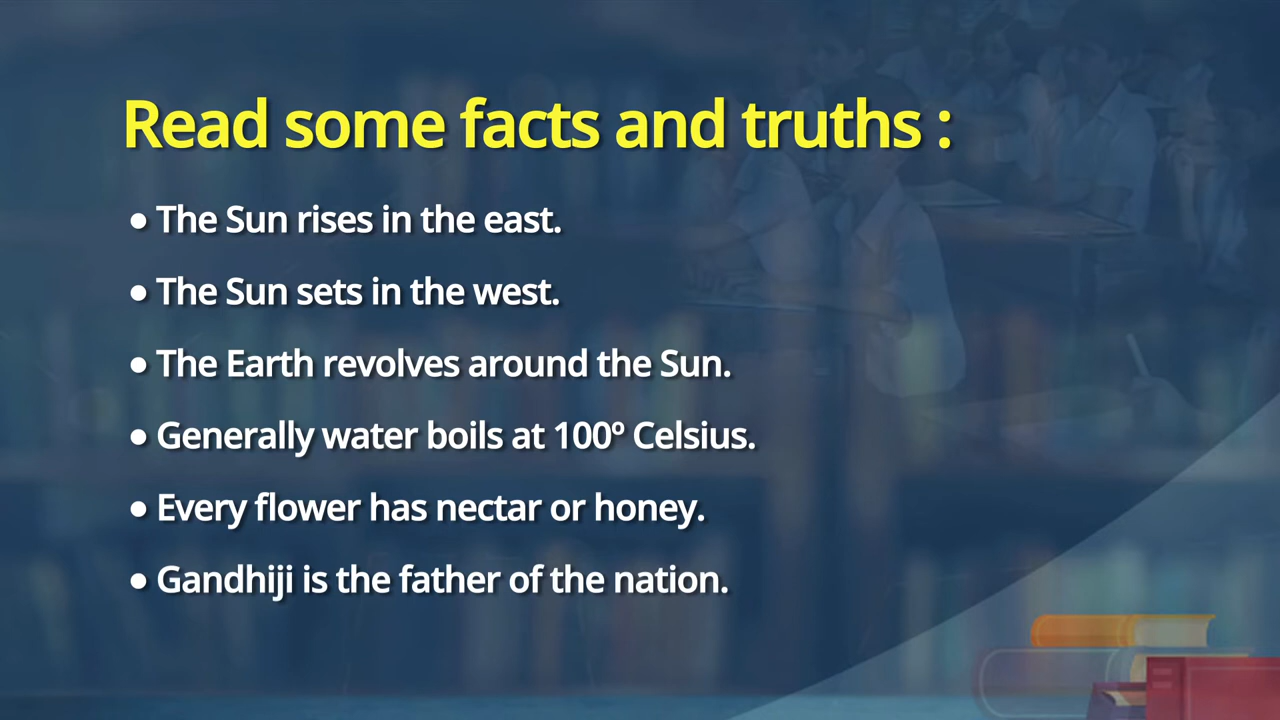 Read some facts and truths :
● The Sun rises in the east.
● The Sun sets in the west.
● The Earth revolves around the Sun.
● Generally water boils at 100º Celsius.
● Every flower has nectar or honey.
● Gandhiji is the father of the nation.